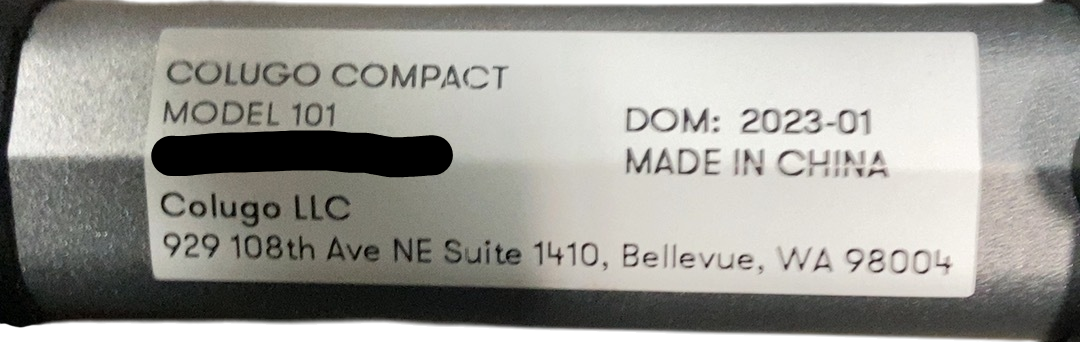 COLUGO COMPACT
MODEL 101
DOM: 2023-01
MADE IN CHINA
Colugo LLC
929 108th Ave NE Suite 1410, Bellevue, WA 98004